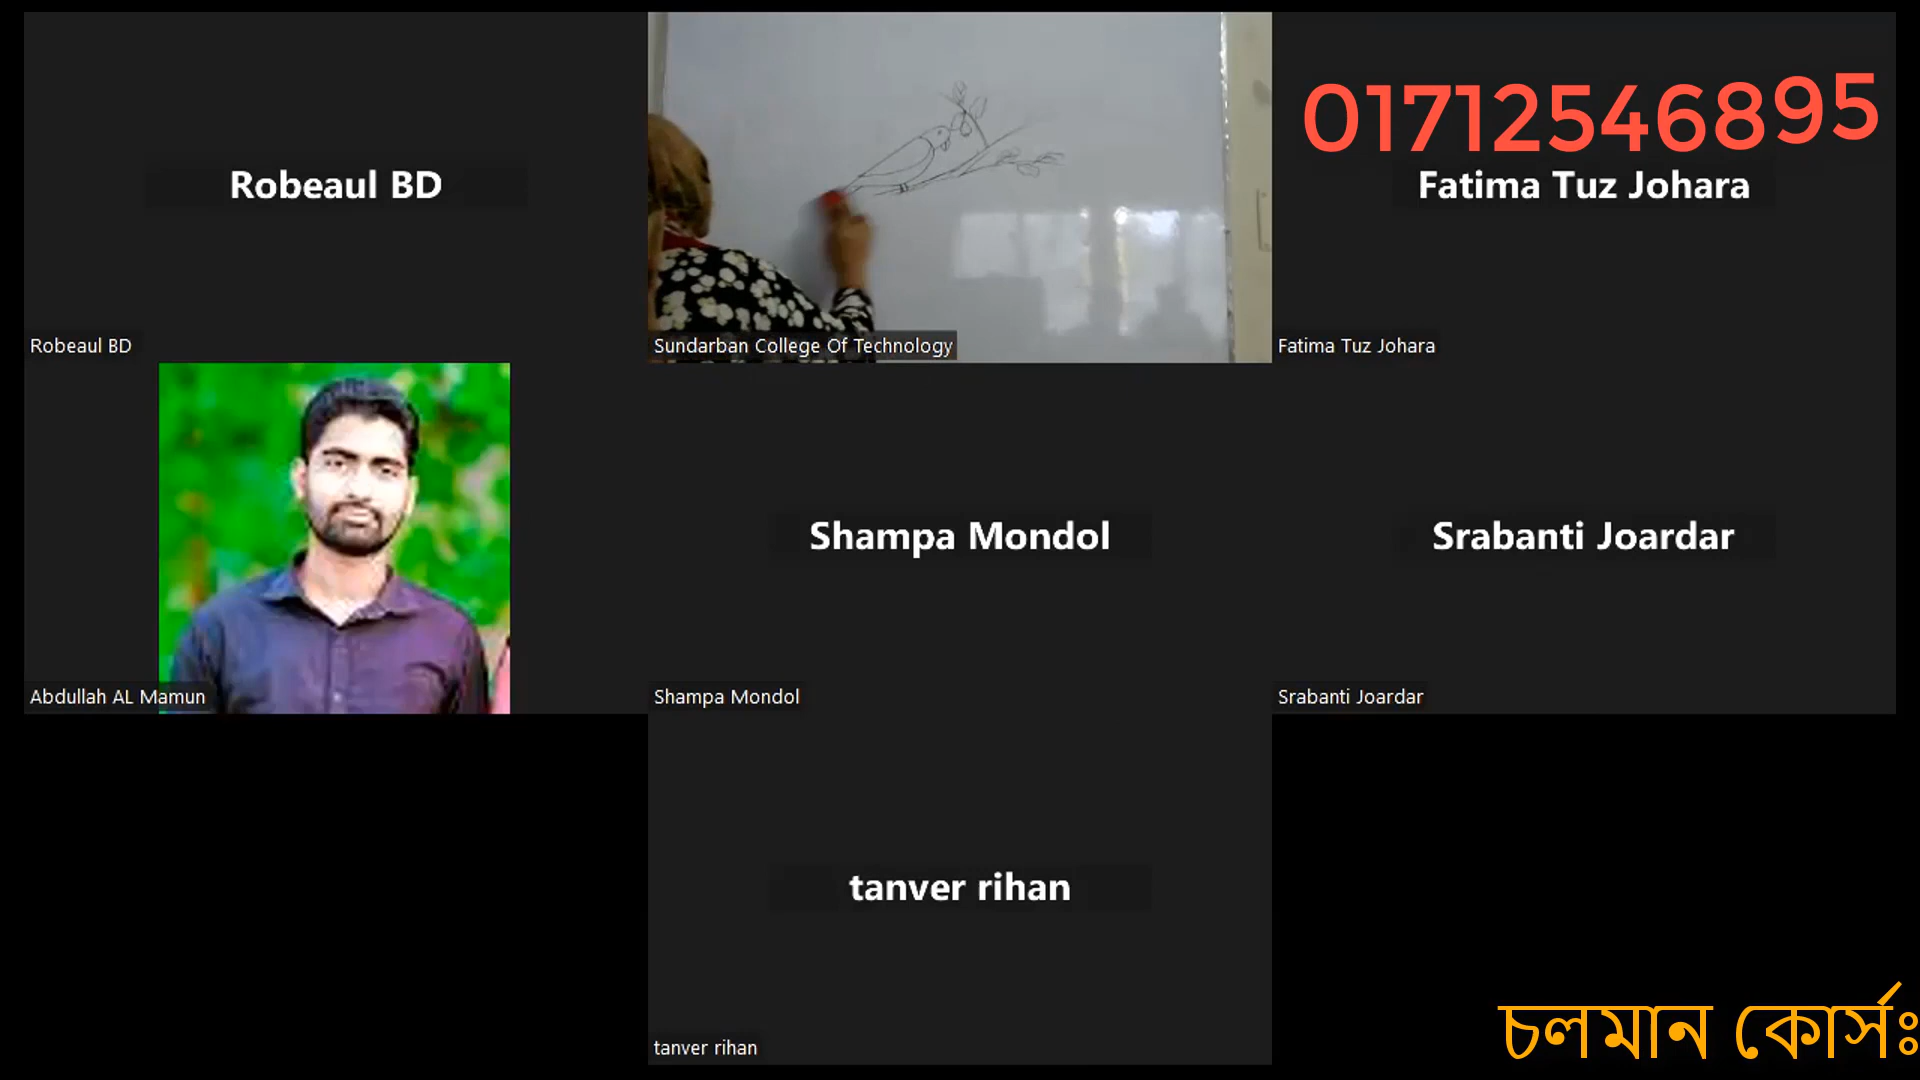 01712546895
Robeaul BD
Fatima Tuz Johara
Robeaul BD
Sundarban College Of Technology
Fatima Tuz Johara
Shampa Mondol
Srabanti Joardar
Abdullah AL Mamun
Shampa Mondol
Srabanti Joardar
tanver rihan
চলমান কোর্সঃ
tanver rihan